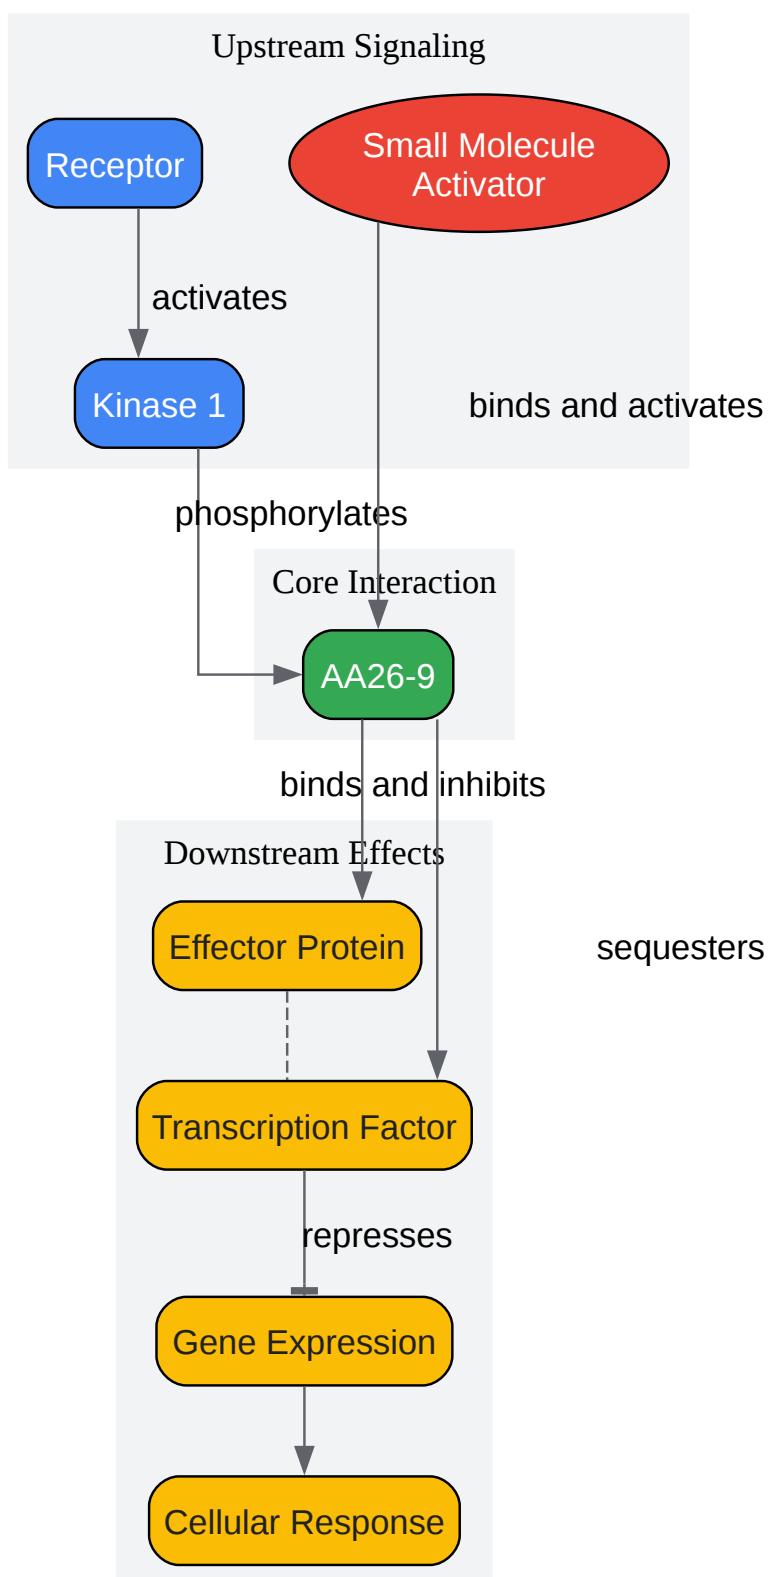 Upstream Signaling
Receptor
Small Molecule
Activator
activates
Kinase 1
binds and activates
phosphorylates
Core Interaction
AA26-9
binds and inhibits
Downstream Effects
Effector Protein
sequesters
Transcription Factor
represses
Gene Expression
Cellular Response